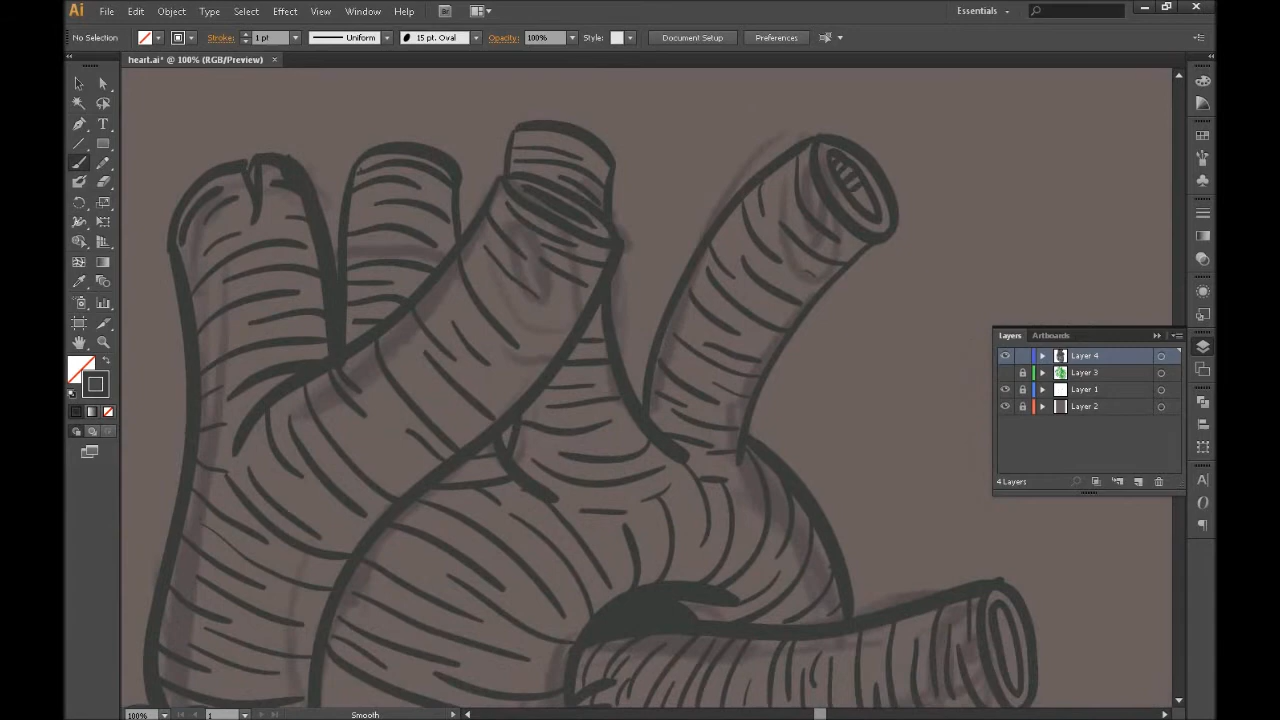 Ai File Edit Object Type Select Effect View Window Help Br Essentials
No Selection Stroke: 1 pt Uniform 15 pt. Oval Opacity: 100% Style: Document Setup Preferences
heart.ai* @ 100% (RGB/Preview) ×
Layers Artboards
Layer 4
Layer 3
Layer 1
Layer 2
4 Layers
100% 1 Smooth